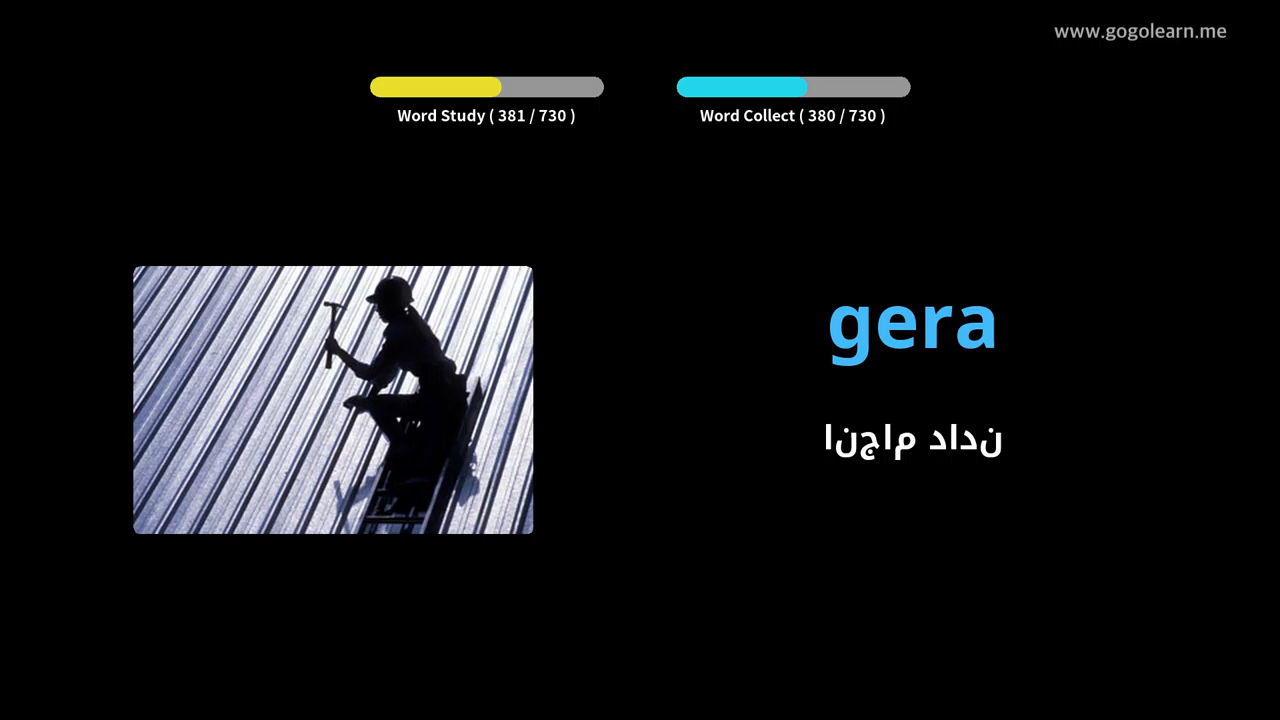 www.gogolearn.me
Word Study ( 381 / 730 )
Word Collect ( 380 / 730 )
gera
انجام دادن